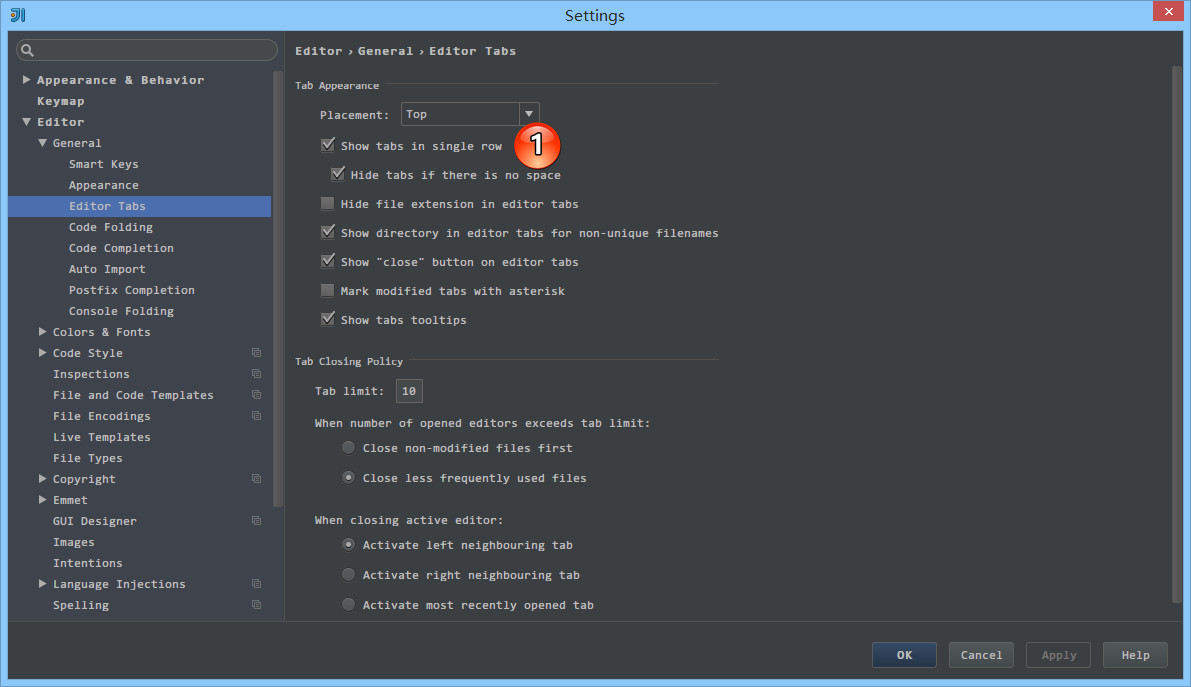 Settings
Appearance & Behavior
Keymap
Editor
General
Smart Keys
Appearance
Editor Tabs
Code Folding
Code Completion
Auto Import
Postfix Completion
Console Folding
Colors & Fonts
Code Style
Inspections
File and Code Templates
File Encodings
Live Templates
File Types
Copyright
Emmet
GUI Designer
Images
Intentions
Language Injections
Spelling
Editor › General › Editor Tabs
Tab Appearance
Placement: Top
Show tabs in single row 1
Hide tabs if there is no space
Hide file extension in editor tabs
Show directory in editor tabs for non-unique filenames
Show "close" button on editor tabs
Mark modified tabs with asterisk
Show tabs tooltips
Tab Closing Policy
Tab limit: 10
When number of opened editors exceeds tab limit:
Close non-modified files first
Close less frequently used files
When closing active editor:
Activate left neighbouring tab
Activate right neighbouring tab
Activate most recently opened tab
OK Cancel Apply Help